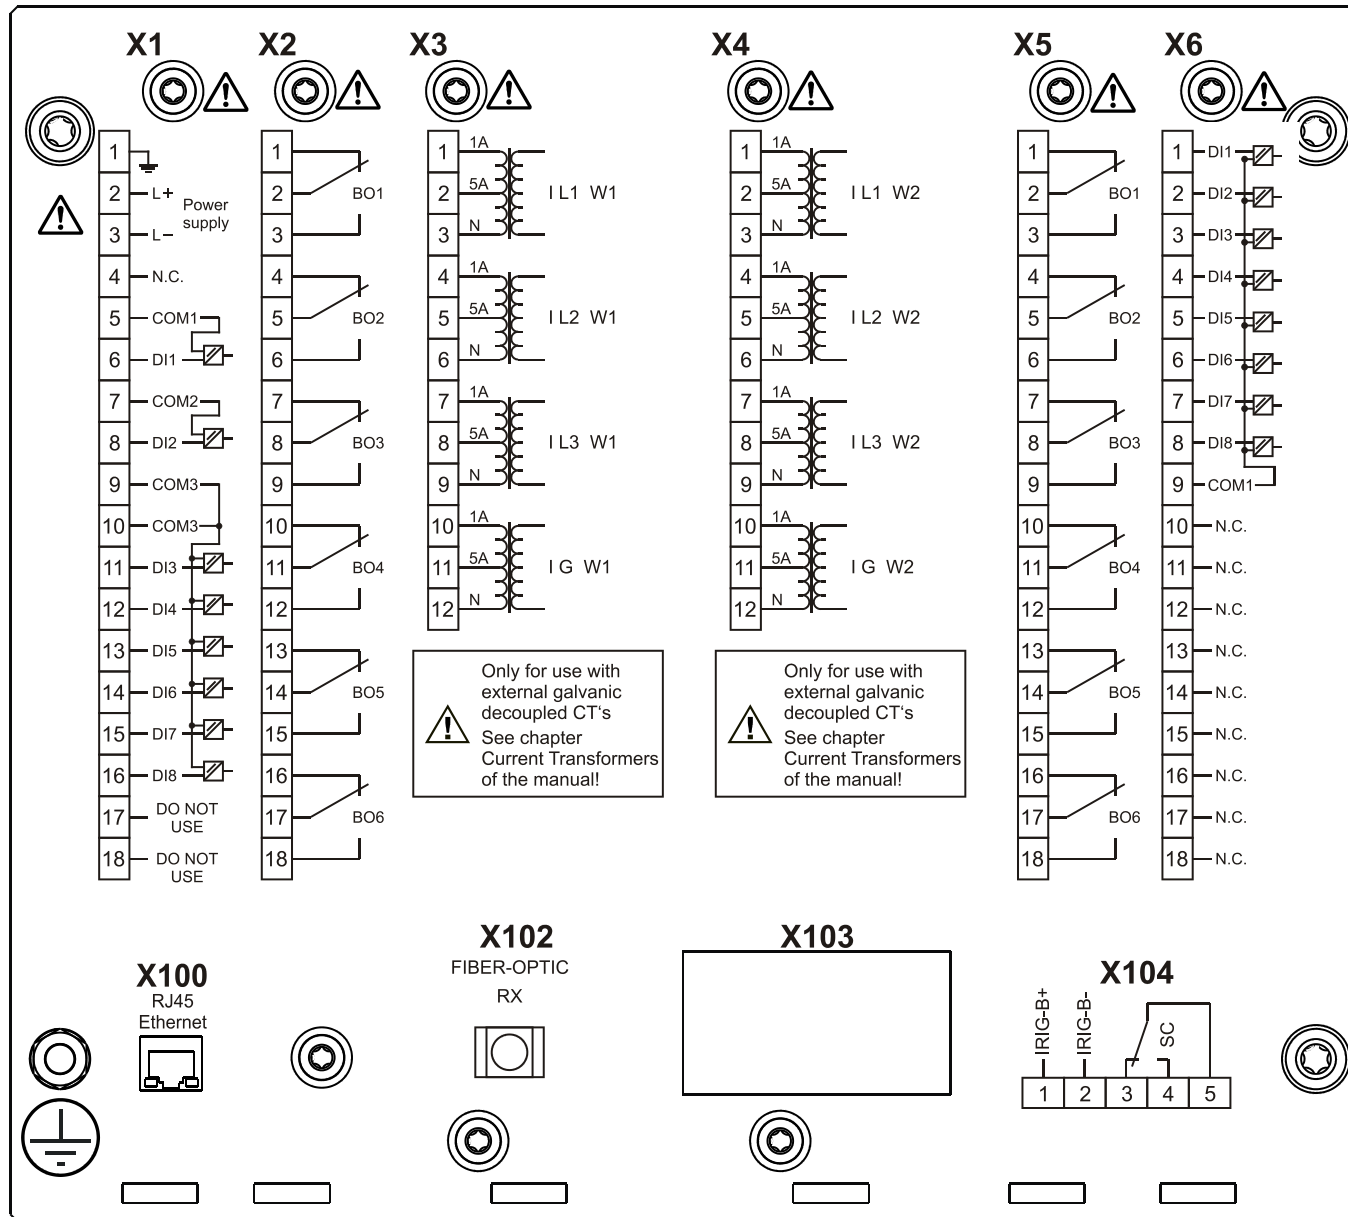 X1
X2
X3
X4
X5
X6
1
2 L+
Power
supply
3 L–
4 N.C.
5 COM1
6 DI1
7 COM2
8 DI2
9 COM3
10 COM3
11 DI3
12 DI4
13 DI5
14 DI6
15 DI7
16 DI8
17 DO NOT
USE
18 DO NOT
USE
1
2 BO1
3
4
5 BO2
6
7
8 BO3
9
10
11 BO4
12
13
14 BO5
15
16
17 BO6
18
1 1A
2 5A I L1 W1
3 N
4 1A
5 5A I L2 W1
6 N
7 1A
8 5A I L3 W1
9 N
10 1A
11 5A I G W1
12 N
Only for use with
external galvanic
decoupled CT‘s
See chapter
Current Transformers
of the manual!
1 1A
2 5A I L1 W2
3 N
4 1A
5 5A I L2 W2
6 N
7 1A
8 5A I L3 W2
9 N
10 1A
11 5A I G W2
12 N
Only for use with
external galvanic
decoupled CT‘s
See chapter
Current Transformers
of the manual!
1
2 BO1
3
4
5 BO2
6
7
8 BO3
9
10
11 BO4
12
13
14 BO5
15
16
17 BO6
18
1 DI1
2 DI2
3 DI3
4 DI4
5 DI5
6 DI6
7 DI7
8 DI8
9 COM1
10 N.C.
11 N.C.
12 N.C.
13 N.C.
14 N.C.
15 N.C.
16 N.C.
17 N.C.
18 N.C.
X100
RJ45
Ethernet
X102
FIBER-OPTIC
RX
X103
X104
IRIG-B+
IRIG-B-
SC
1 2 3 4 5